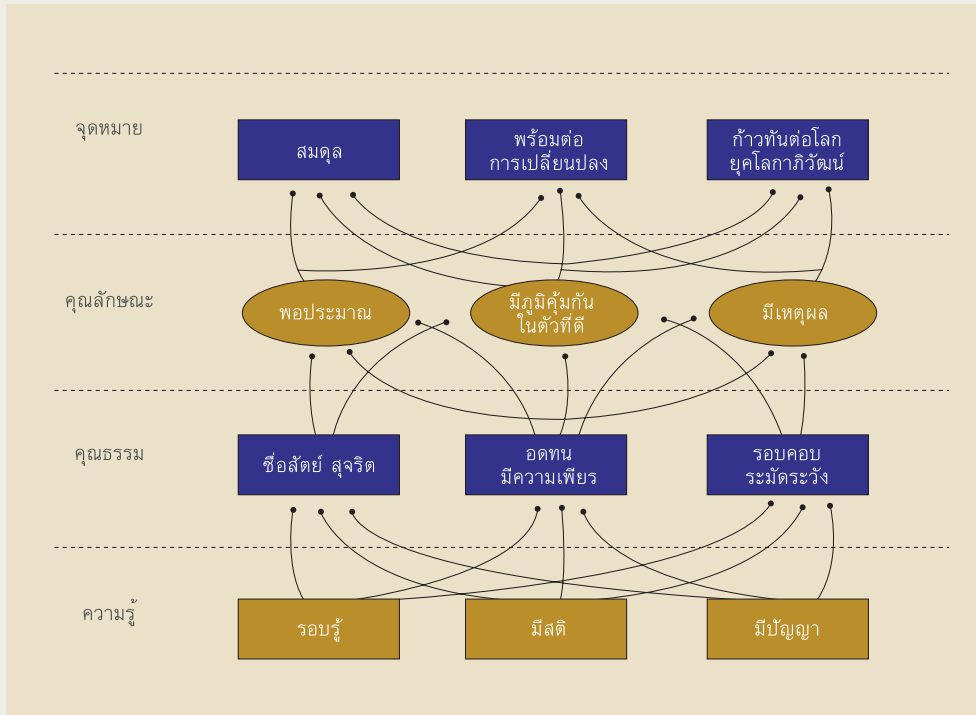 จุดหมาย
สมดุล
พร้อมต่อ
การเปลี่ยนปลง
ก้าวทันต่อโลก
ยุคโลกาภิวัฒน์
คุณลักษณะ
พอประมาณ
มีภูมิคุ้มกัน
ในตัวที่ดี
มีเหตุผล
คุณธรรม
ซื่อสัตย์ สุจริต
อดทน
มีความเพียร
รอบคอบ
ระมัดระวัง
ความรู้
รอบรู้
มีสติ
มีปัญญา